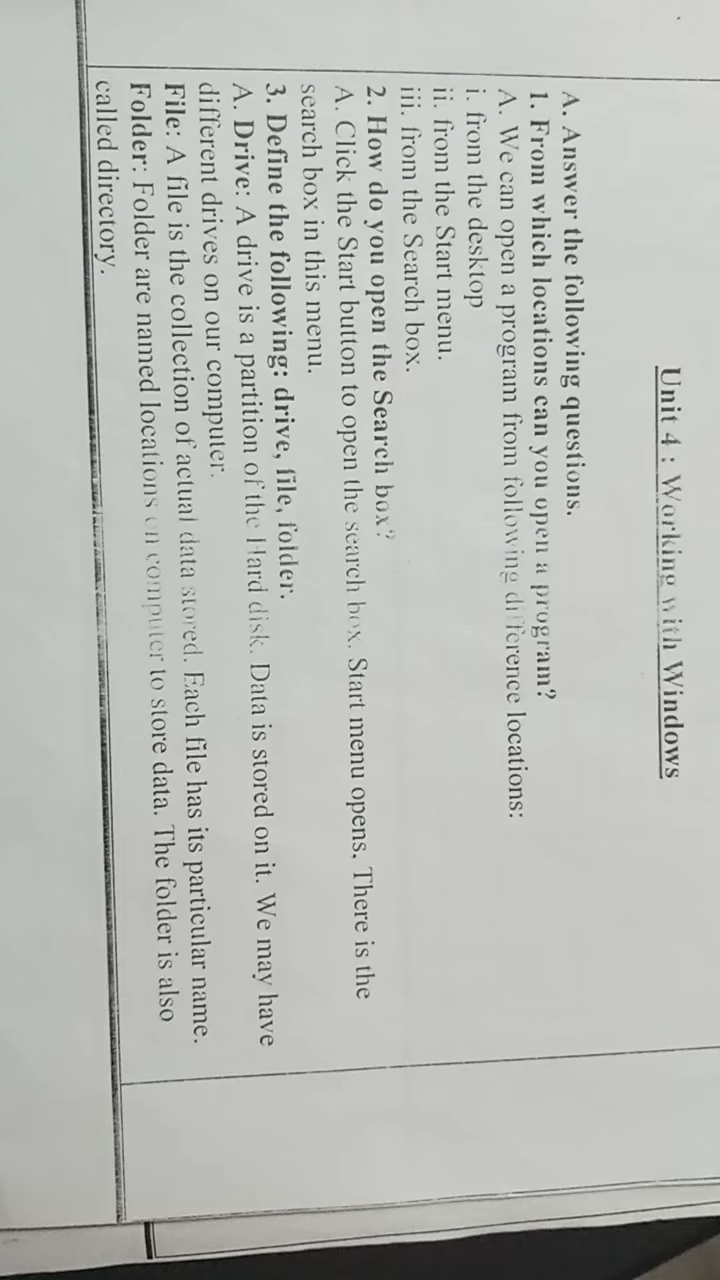 Unit 4 : Working with Windows
A. Answer the following questions.
1. From which locations can you open a program?
A. We can open a program from following difference locations:
i. from the desktop
ii. from the Start menu.
iii. from the Search box.
2. How do you open the Search box?
A. Click the Start button to open the search box. Start menu opens. There is the
search box in this menu.
3. Define the following: drive, file, folder.
A. Drive: A drive is a partition of the Hard disk. Data is stored on it. We may have
different drives on our computer.
File: A file is the collection of actual data stored. Each file has its particular name.
Folder: Folder are named locations on computer to store data. The folder is also
called directory.